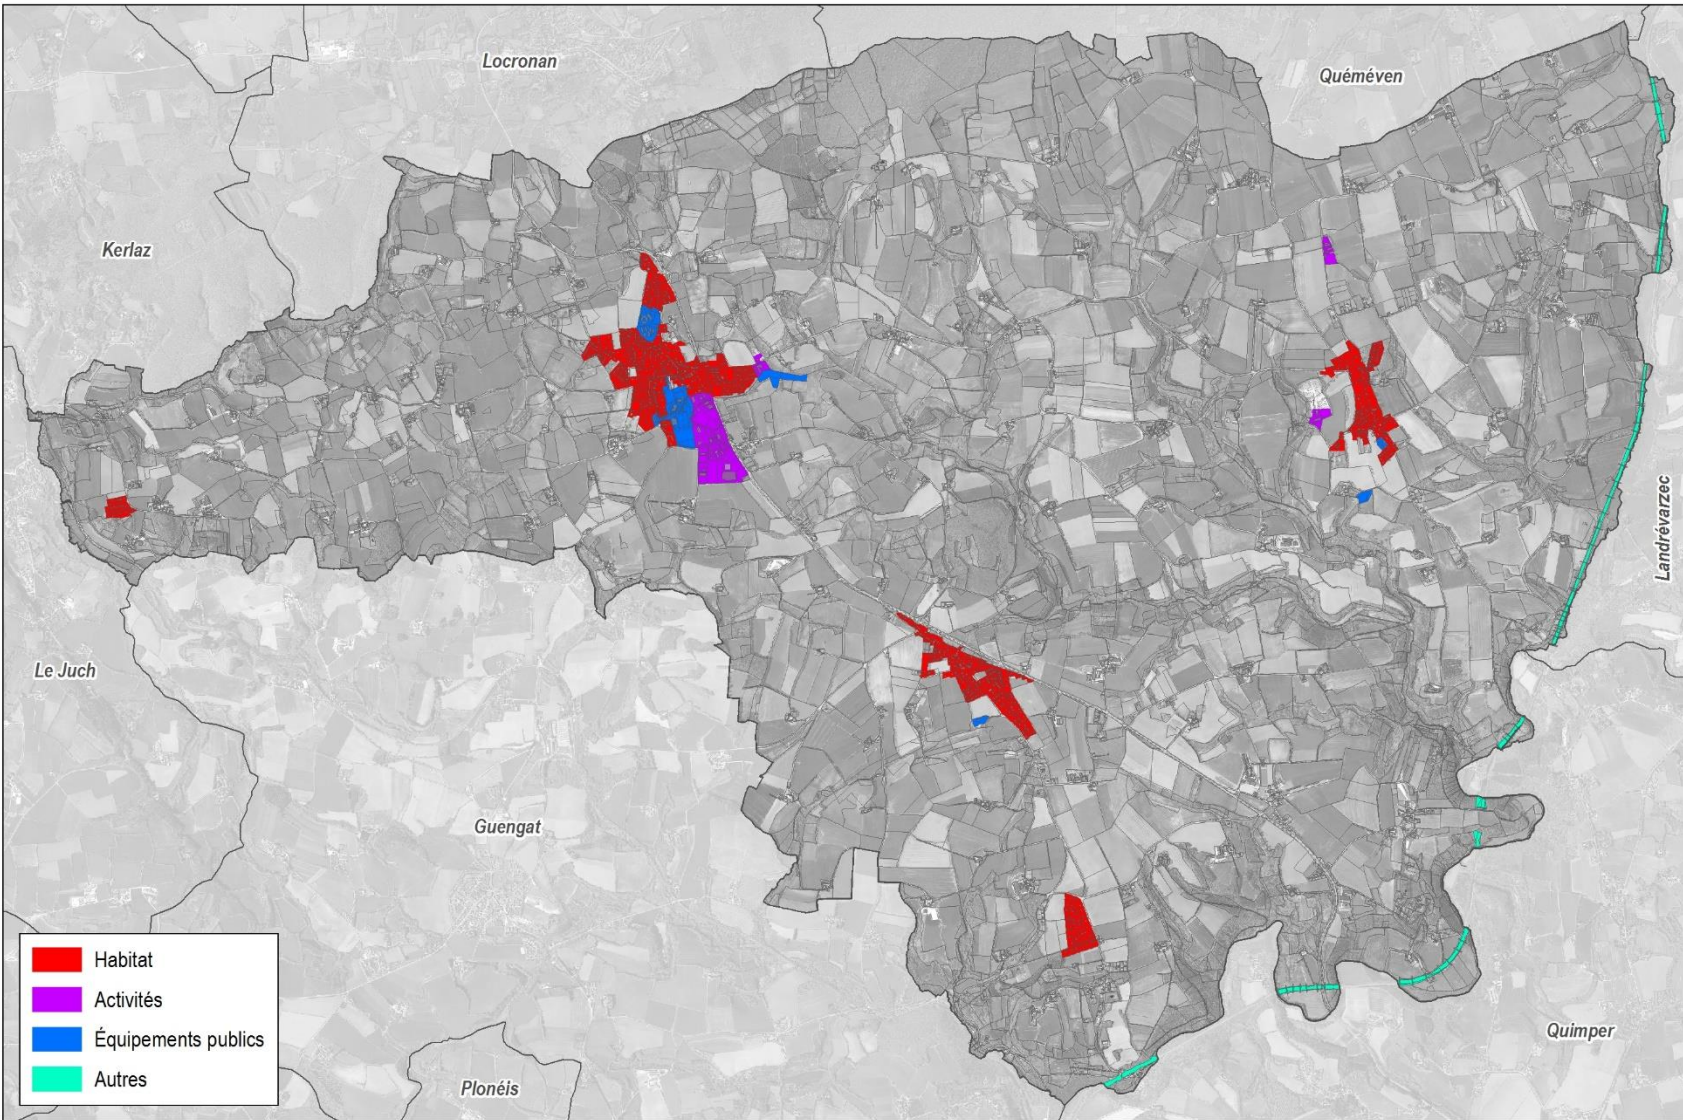 Locronan
Quéméven
Kerlaz
Landrévarzec
Le Juch
Guengat
Quimper
Plonéis
Habitat
Activités
Équipements publics
Autres